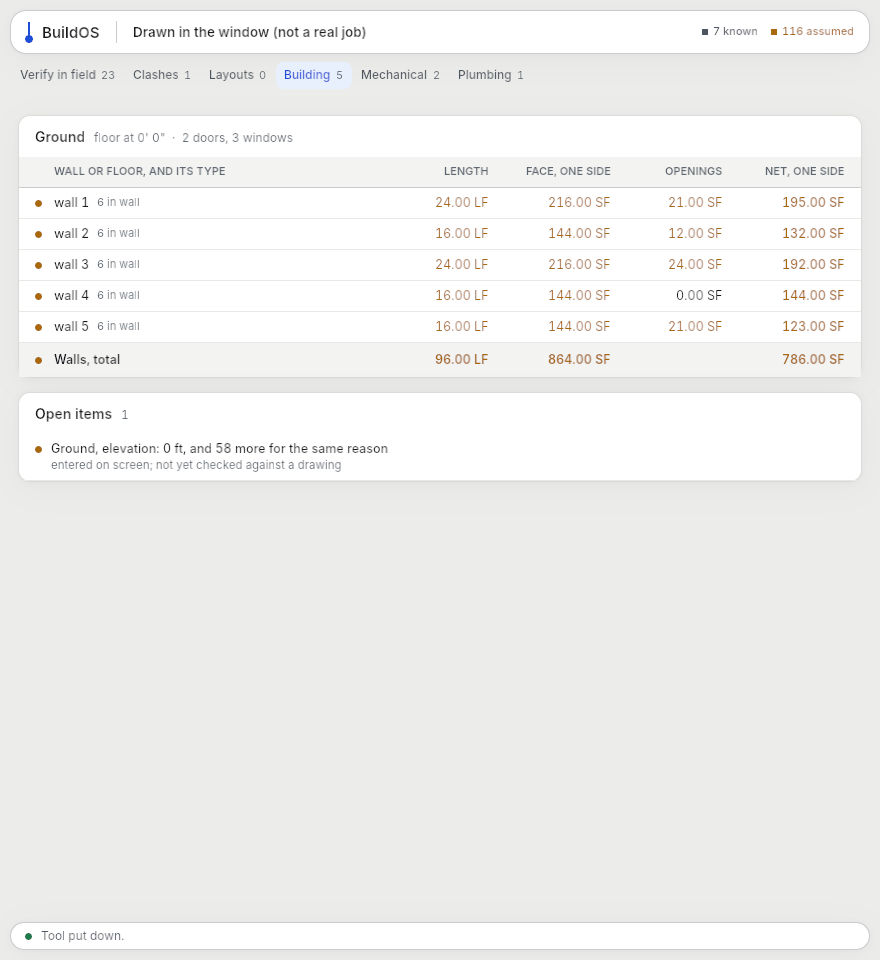 BuildOS Drawn in the window (not a real job) 7 known 116 assumed
Verify in field 23 Clashes 1 Layouts 0 Building 5 Mechanical 2 Plumbing 1
Ground floor at 0' 0" · 2 doors, 3 windows
WALL OR FLOOR, AND ITS TYPE LENGTH FACE, ONE SIDE OPENINGS NET, ONE SIDE
wall 1 6 in wall 24.00 LF 216.00 SF 21.00 SF 195.00 SF
wall 2 6 in wall 16.00 LF 144.00 SF 12.00 SF 132.00 SF
wall 3 6 in wall 24.00 LF 216.00 SF 24.00 SF 192.00 SF
wall 4 6 in wall 16.00 LF 144.00 SF 0.00 SF 144.00 SF
wall 5 6 in wall 16.00 LF 144.00 SF 21.00 SF 123.00 SF
Walls, total 96.00 LF 864.00 SF 786.00 SF
Open items 1
Ground, elevation: 0 ft, and 58 more for the same reason
entered on screen; not yet checked against a drawing
Tool put down.